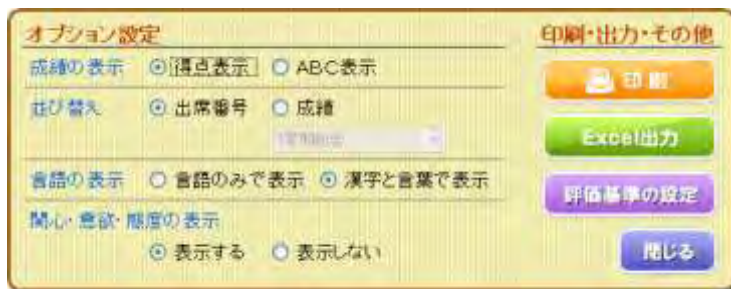 オプション設定
成績の表示 得点表示 ABC表示
並び替え 出席番号 成績
言語の表示 言語のみで表示 漢字と言葉で表示
関心・意欲・態度の表示
表示する 表示しない
印刷・出力・その他
印刷
Excel出力
評価基準の設定
閉じる